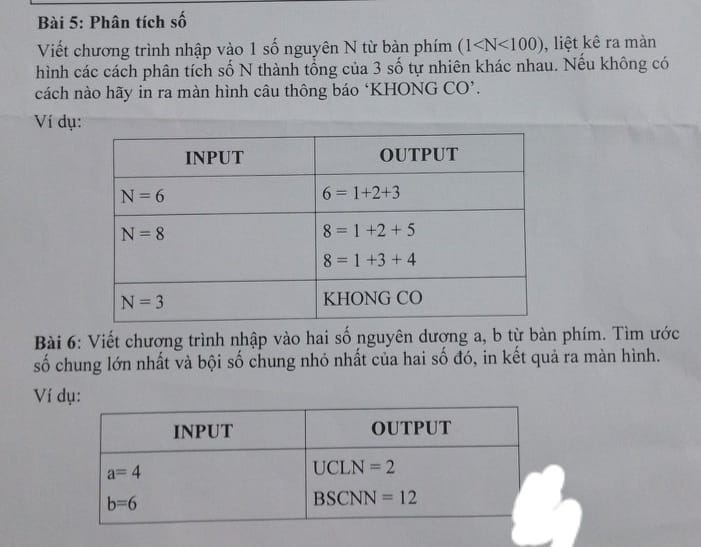 Bài 5: Phân tích số
Viết chương trình nhập vào 1 số nguyên N từ bàn phím (1<N<100), liệt kê ra màn
hình các cách phân tích số N thành tổng của 3 số tự nhiên khác nhau. Nếu không có
cách nào hãy in ra màn hình câu thông báo ‘KHONG CO’.
Ví dụ:
INPUT OUTPUT
N = 6 6 = 1+2+3
N = 8 8 = 1 +2 + 5
8 = 1 +3 + 4
N = 3 KHONG CO
Bài 6: Viết chương trình nhập vào hai số nguyên dương a, b từ bàn phím. Tìm ước
số chung lớn nhất và bội số chung nhỏ nhất của hai số đó, in kết quả ra màn hình.
Ví dụ:
INPUT OUTPUT
a= 4 UCLN = 2
b=6 BSCNN = 12